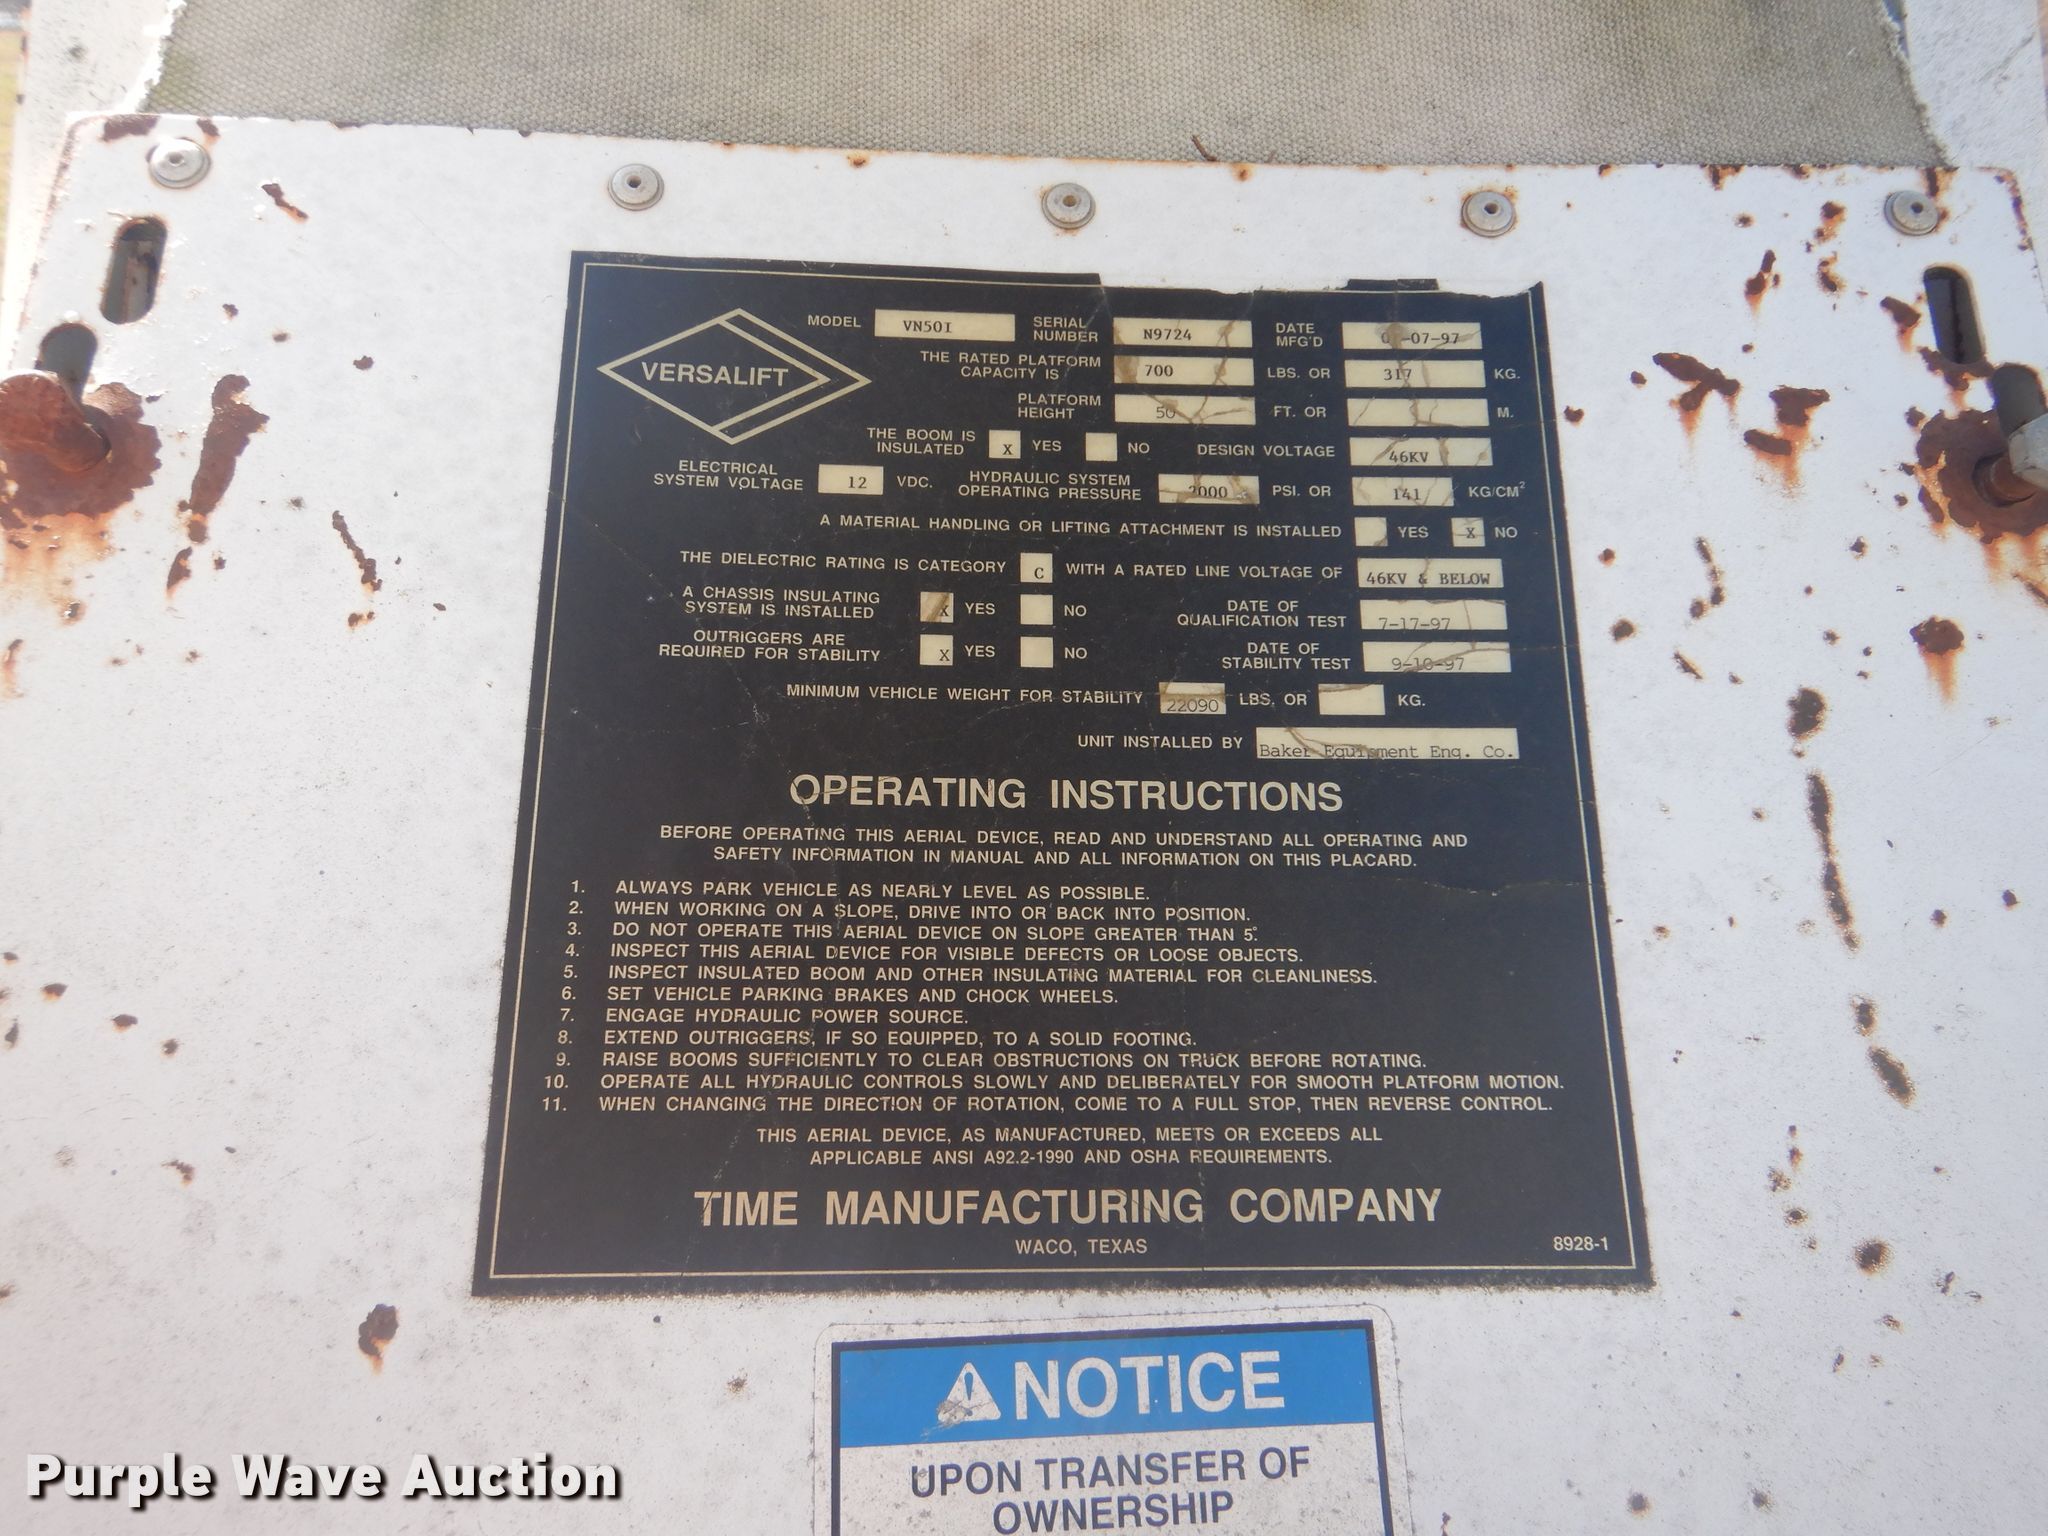 VERSALIFT
MODEL VN50I SERIAL NUMBER N9724 DATE MFG'D -07-97
THE RATED PLATFORM CAPACITY IS 700 LBS. OR 317 KG.
PLATFORM HEIGHT 50 FT. OR M.
THE BOOM IS INSULATED X YES NO DESIGN VOLTAGE 46KV
ELECTRICAL SYSTEM VOLTAGE 12 VDC. HYDRAULIC SYSTEM OPERATING PRESSURE 2000 PSI. OR 141 KG/CM²
A MATERIAL HANDLING OR LIFTING ATTACHMENT IS INSTALLED YES X NO
THE DIELECTRIC RATING IS CATEGORY C WITH A RATED LINE VOLTAGE OF 46KV & BELOW
A CHASSIS INSULATING SYSTEM IS INSTALLED X YES NO DATE OF QUALIFICATION TEST 7-17-97
OUTRIGGERS ARE REQUIRED FOR STABILITY X YES NO DATE OF STABILITY TEST 9-10-97
MINIMUM VEHICLE WEIGHT FOR STABILITY 22090 LBS. OR KG.
UNIT INSTALLED BY Baker Equipment Eng. Co.
OPERATING INSTRUCTIONS
BEFORE OPERATING THIS AERIAL DEVICE, READ AND UNDERSTAND ALL OPERATING AND
SAFETY INFORMATION IN MANUAL AND ALL INFORMATION ON THIS PLACARD.
1. ALWAYS PARK VEHICLE AS NEARLY LEVEL AS POSSIBLE.
2. WHEN WORKING ON A SLOPE, DRIVE INTO OR BACK INTO POSITION.
3. DO NOT OPERATE THIS AERIAL DEVICE ON SLOPE GREATER THAN 5°.
4. INSPECT THIS AERIAL DEVICE FOR VISIBLE DEFECTS OR LOOSE OBJECTS.
5. INSPECT INSULATED BOOM AND OTHER INSULATING MATERIAL FOR CLEANLINESS.
6. SET VEHICLE PARKING BRAKES AND CHOCK WHEELS.
7. ENGAGE HYDRAULIC POWER SOURCE.
8. EXTEND OUTRIGGERS, IF SO EQUIPPED, TO A SOLID FOOTING.
9. RAISE BOOMS SUFFICIENTLY TO CLEAR OBSTRUCTIONS ON TRUCK BEFORE ROTATING.
10. OPERATE ALL HYDRAULIC CONTROLS SLOWLY AND DELIBERATELY FOR SMOOTH PLATFORM MOTION.
11. WHEN CHANGING THE DIRECTION OF ROTATION, COME TO A FULL STOP, THEN REVERSE CONTROL.
THIS AERIAL DEVICE, AS MANUFACTURED, MEETS OR EXCEEDS ALL
APPLICABLE ANSI A92.2-1990 AND OSHA REQUIREMENTS.
TIME MANUFACTURING COMPANY
WACO, TEXAS
8928-1
NOTICE
UPON TRANSFER OF
OWNERSHIP
Purple Wave Auction